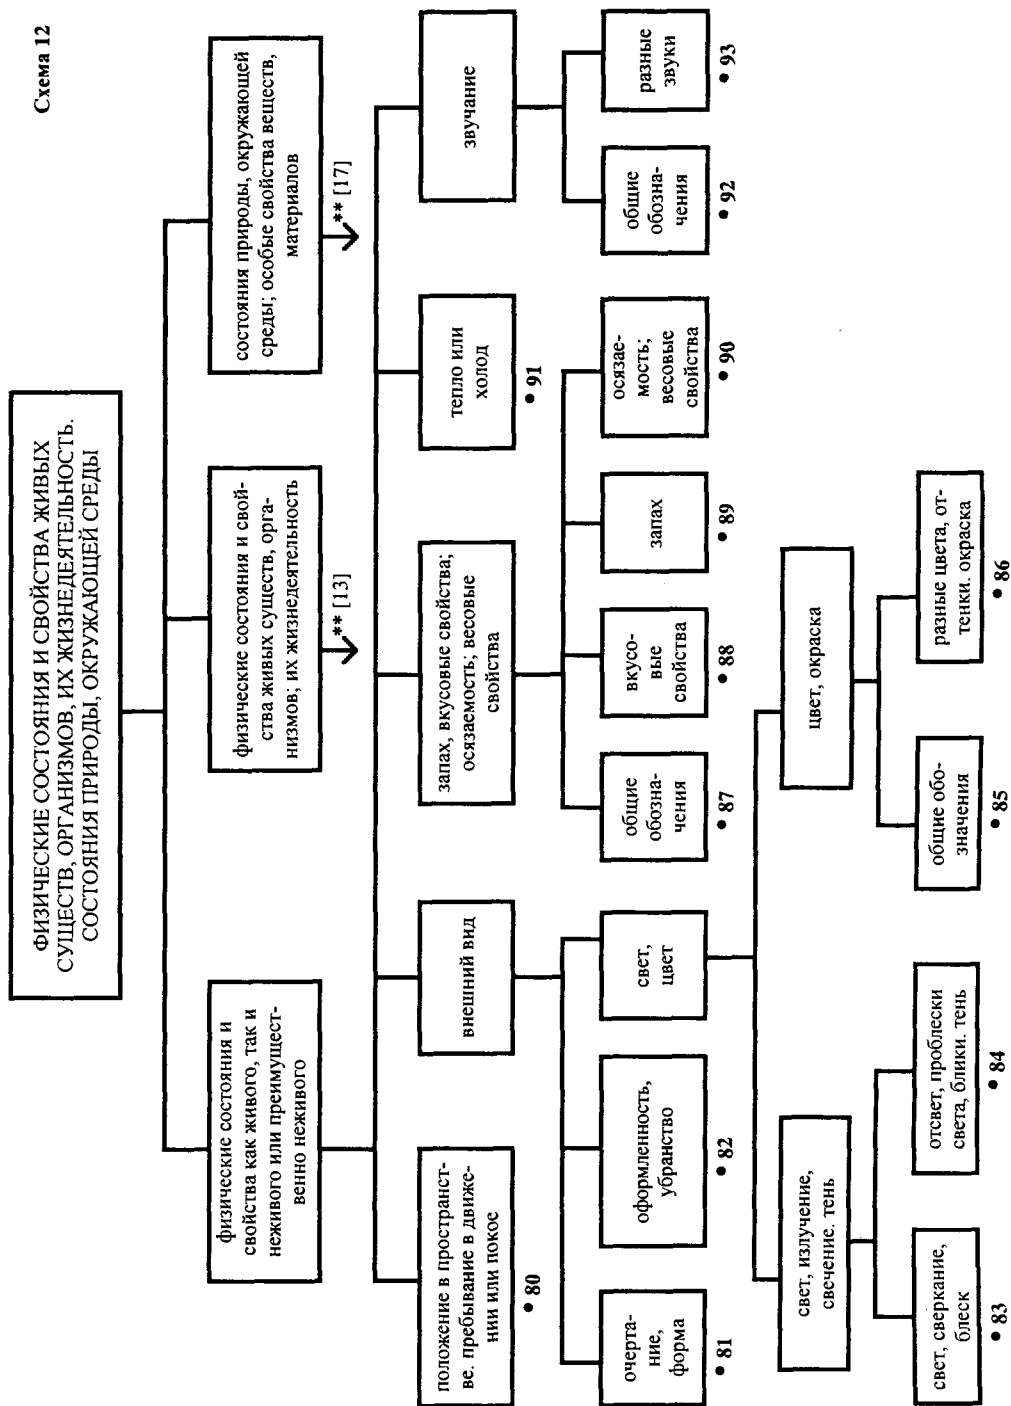 Схема 12
ФИЗИЧЕСКИЕ СОСТОЯНИЯ И СВОЙСТВА ЖИВЫХ
СУЩЕСТВ, ОРГАНИЗМОВ, ИХ ЖИЗНЕДЕЯТЕЛЬНОСТЬ.
СОСТОЯНИЯ ПРИРОДЫ, ОКРУЖАЮЩЕЙ СРЕДЫ
физические состояния и
свойства как живого, так и
неживого или преимущест-
венно неживого
физические состояния и свой-
ства живых существ, орга-
низмов; их жизнедеятельность
** [13]
состояния природы, окружающей
среды; особые свойства веществ,
материалов
** [17]
положение в пространст-
ве. пребывание в движе-
нии или покое
• 80
внешний вид
запах, вкусовые свойства;
осязаемость; весовые
свойства
тепло или
холод
• 91
звучание
очерта-
ние,
форма
• 81
оформленность,
убранство
• 82
свет,
цвет
общие
обозна-
чения
• 87
вкусо-
вые
свойства
• 88
запах
• 89
осязае-
мость;
весовые
свойства
• 90
общие
обозна-
чения
• 92
разные
звуки
• 93
свет, излучение,
свечение. тень
цвет, окраска
свет, сверкание,
блеск
• 83
отсвет, проблески
света, блики. тень
• 84
общие обо-
значения
• 85
разные цвета, от-
тенки. окраска
• 86